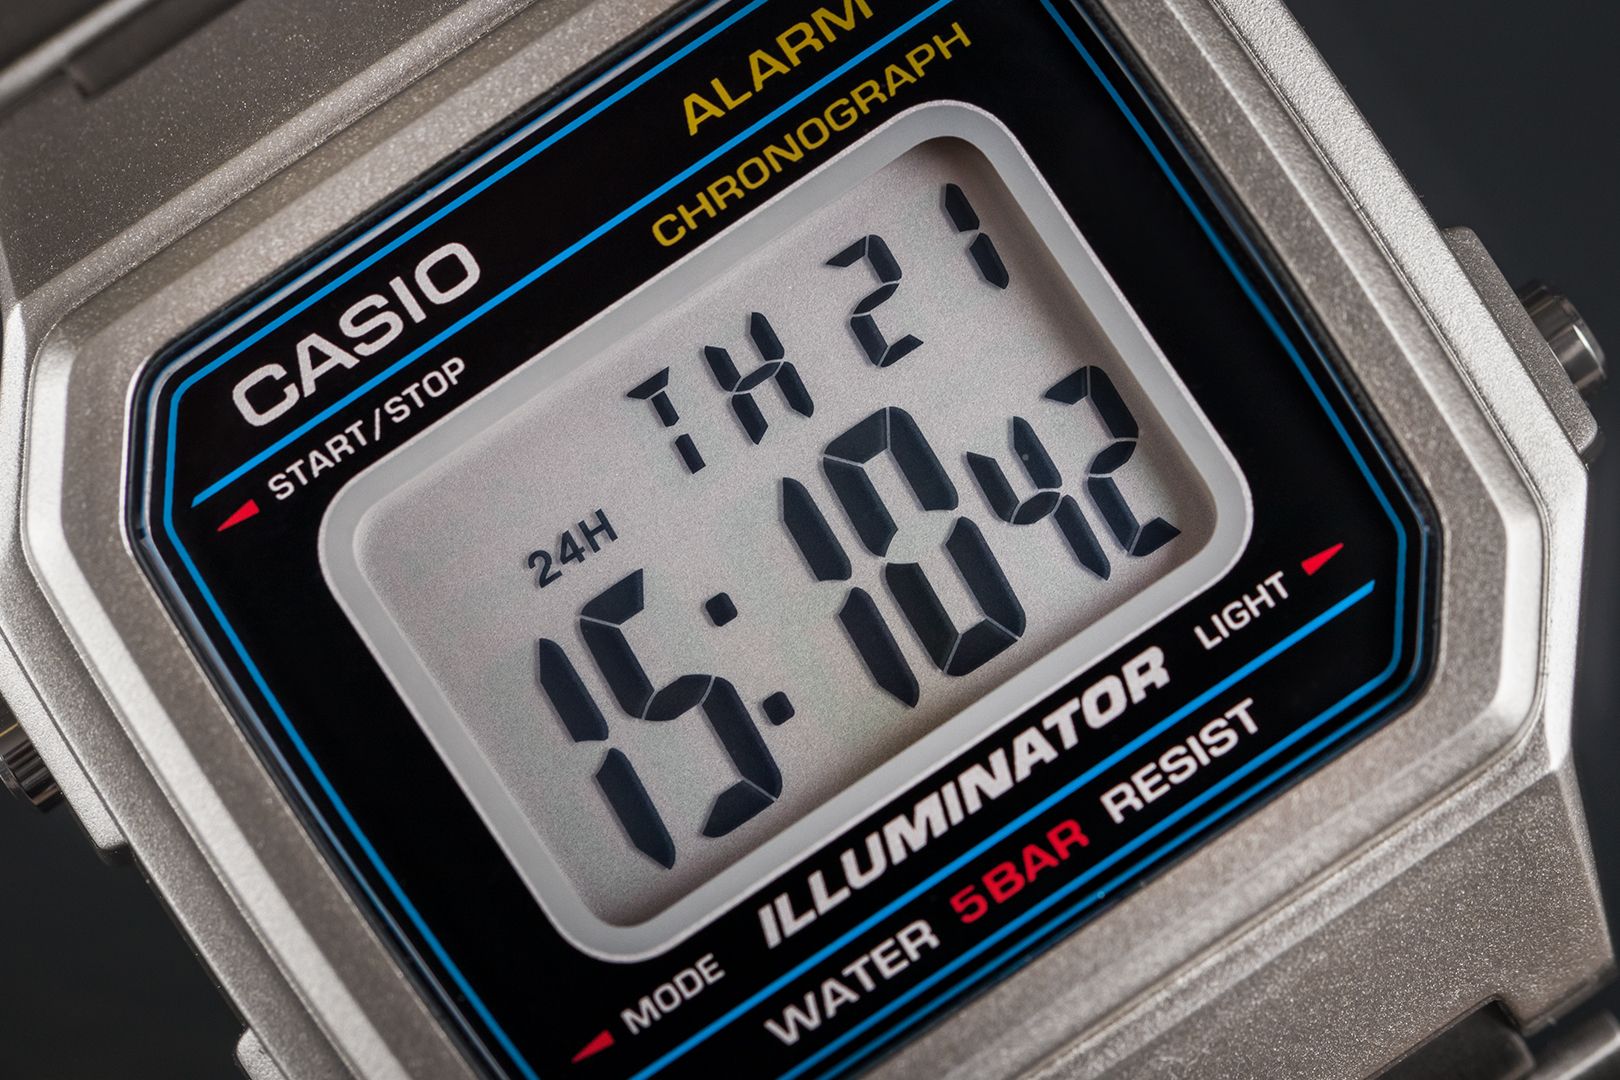 ALARM
CHRONOGRAPH
CASIO
START/STOP
TH 21
24H
15:10 42
LIGHT
ILLUMINATOR
MODE
WATER 5BAR RESIST